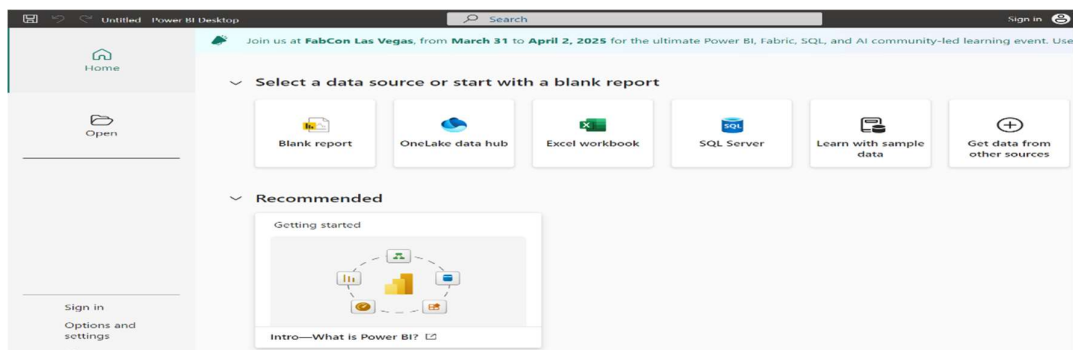 Untitled Power BI Desktop
Search
Sign in
Home
Open
Sign in
Options and
settings
Join us at FabCon Las Vegas, from March 31 to April 2, 2025 for the ultimate Power BI, Fabric, SQL, and AI community-led learning event. Use
Select a data source or start with a blank report
Blank report
OneLake data hub
Excel workbook
SQL
SQL Server
Learn with sample
data
Get data from
other sources
Recommended
Getting started
Intro—What is Power BI?